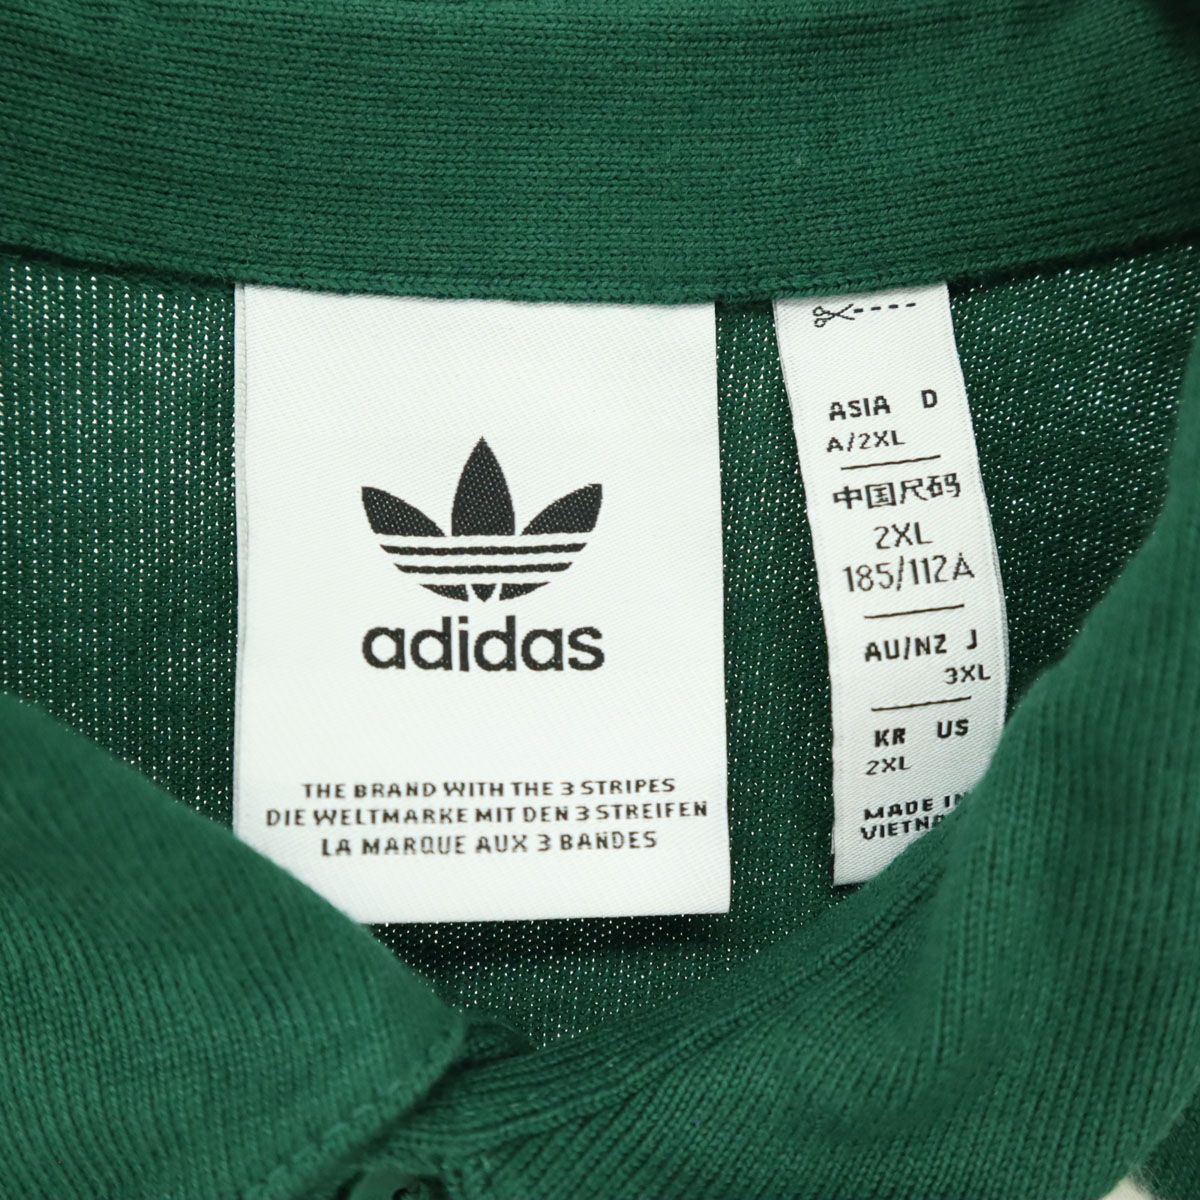 adidas
THE BRAND WITH THE 3 STRIPES
DIE WELTMARKE MIT DEN 3 STREIFEN
LA MARQUE AUX 3 BANDES
ASIA D
A/2XL
中国尺码
2XL
185/112A
AU/NZ J
3XL
KR US
2XL
MADE